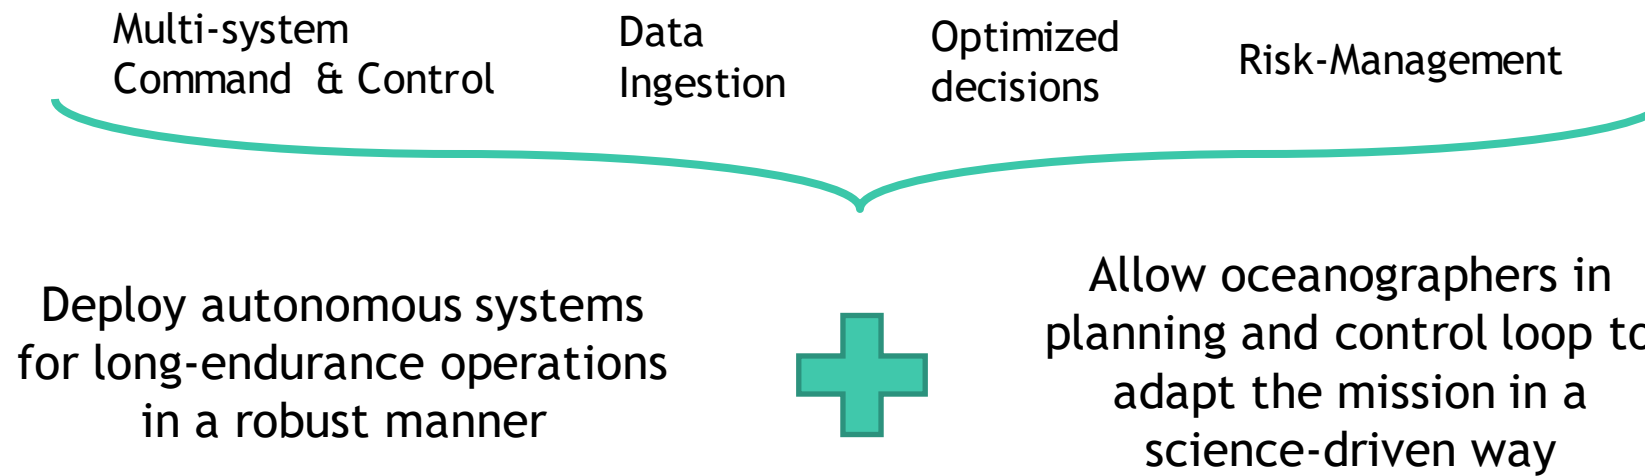 Multi-system
Command & Control
Data
Ingestion
Optimized
decisions
Risk-Management
Deploy autonomous systems
for long-endurance operations
in a robust manner
Allow oceanographers in
planning and control loop to
adapt the mission in a
science-driven way